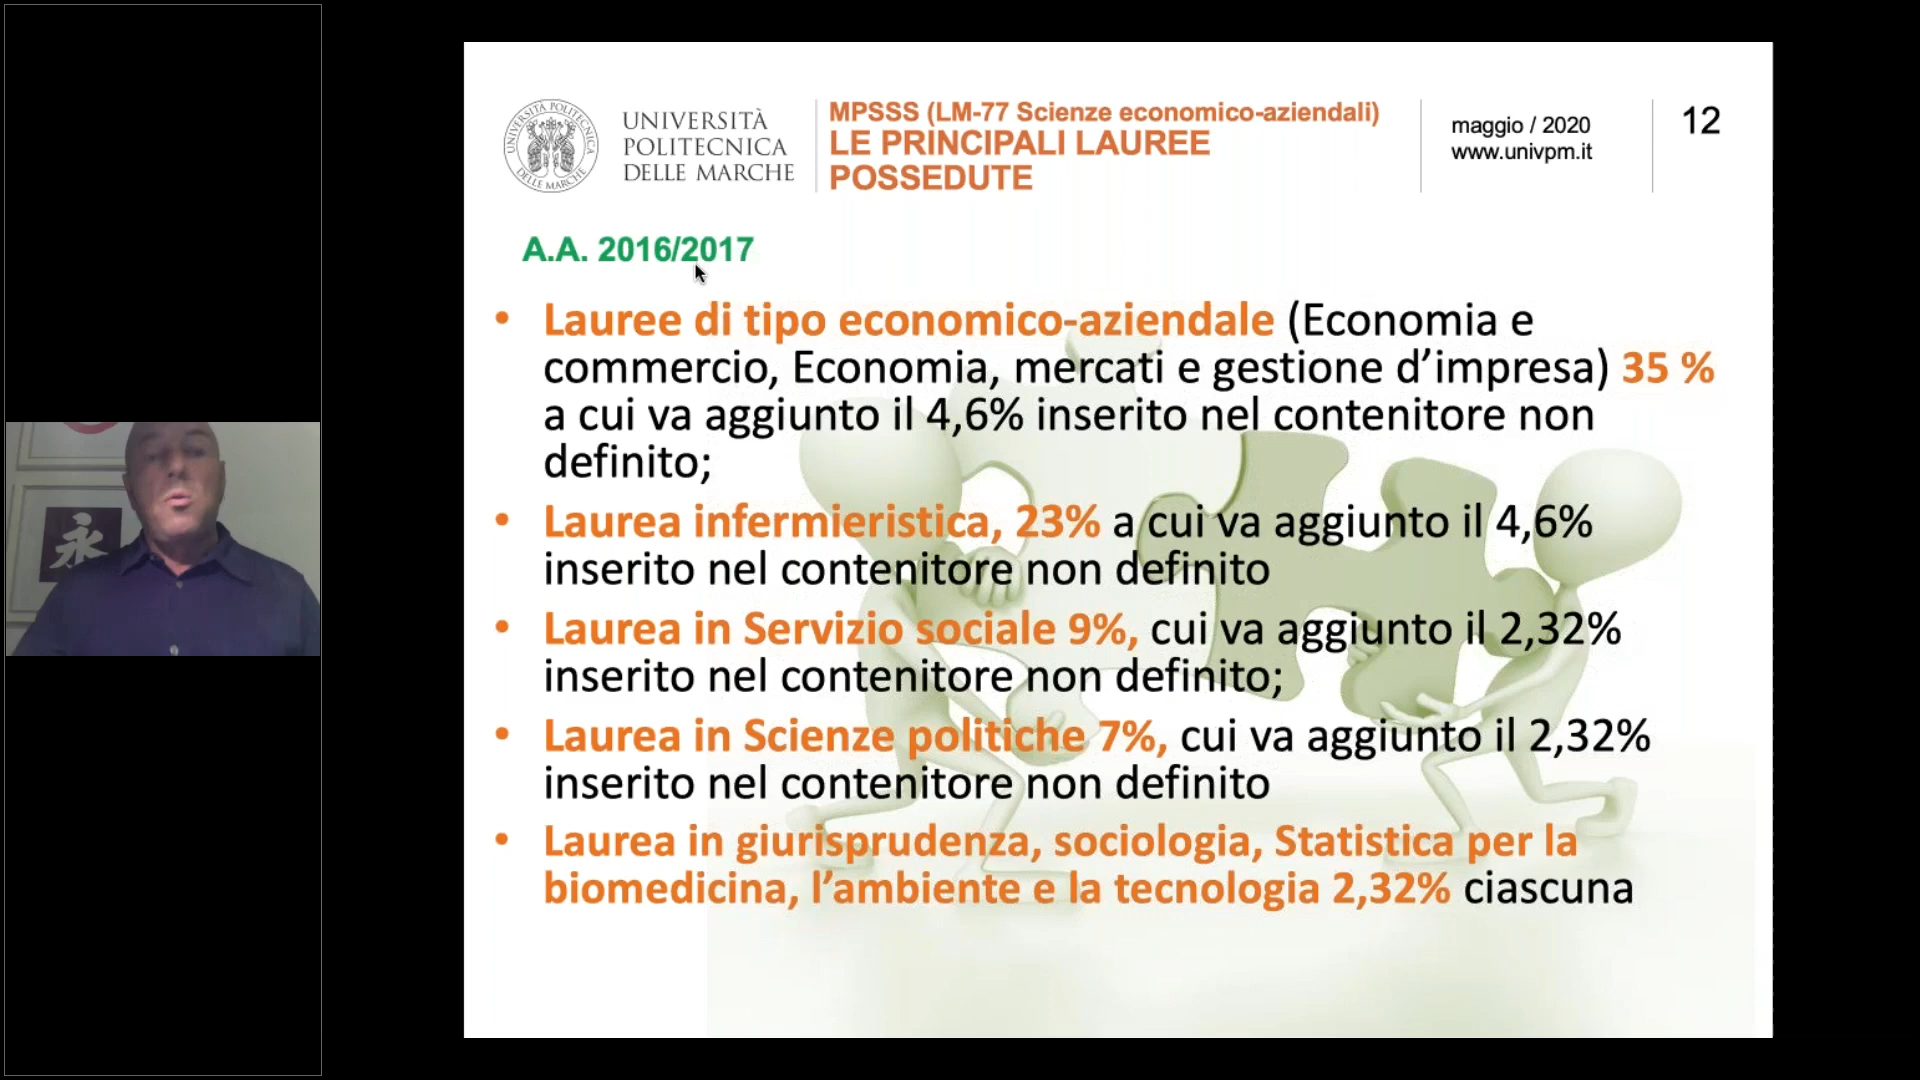 UNIVERSITÀ POLITECNICA
DELLE MARCHE
UNIVERSITÀ
POLITECNICA
DELLE MARCHE
MPSSS (LM-77 Scienze economico-aziendali)
LE PRINCIPALI LAUREE
POSSEDUTE
maggio / 2020
www.univpm.it
12
A.A. 2016/2017
• Lauree di tipo economico-aziendale (Economia e
commercio, Economia, mercati e gestione d’impresa) 35 %
a cui va aggiunto il 4,6% inserito nel contenitore non
definito;
• Laurea infermieristica, 23% a cui va aggiunto il 4,6%
inserito nel contenitore non definito
• Laurea in Servizio sociale 9%, cui va aggiunto il 2,32%
inserito nel contenitore non definito;
• Laurea in Scienze politiche 7%, cui va aggiunto il 2,32%
inserito nel contenitore non definito
• Laurea in giurisprudenza, sociologia, Statistica per la
biomedicina, l’ambiente e la tecnologia 2,32% ciascuna
永